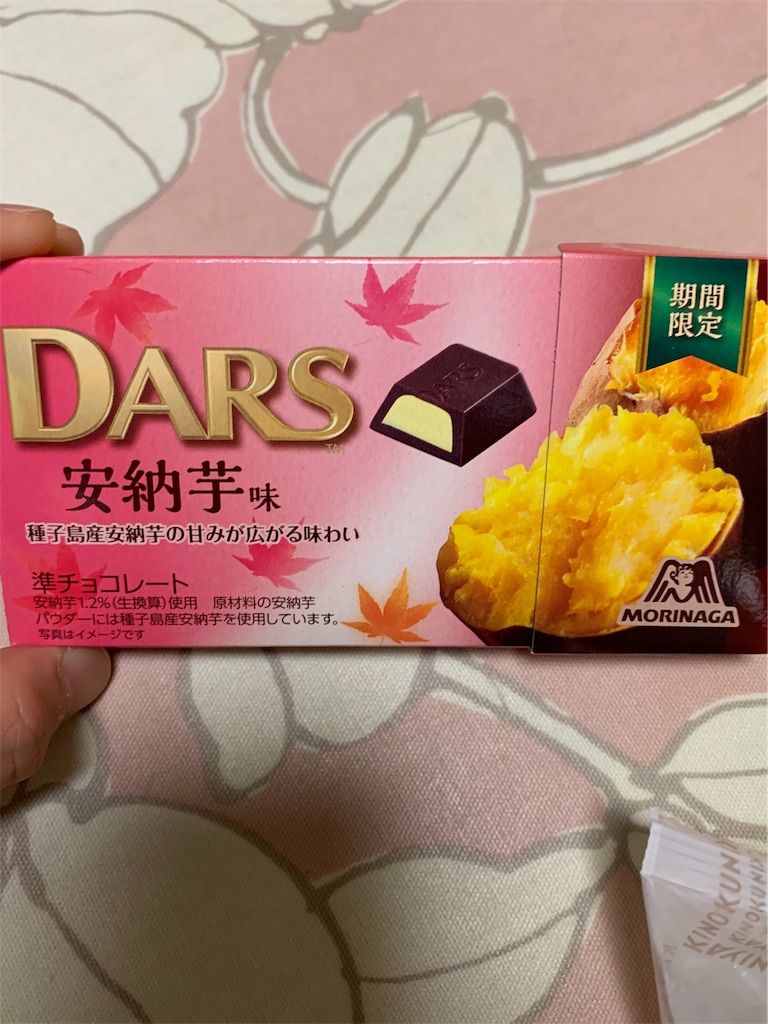 期間
限定
DARS
TM
DARS
安納芋味
種子島産安納芋の甘みが広がる味わい
準チョコレート
安納芋1.2%(生換算)使用 原材料の安納芋
パウダーには種子島産安納芋を使用しています。
写真はイメージです
MORINAGA
KINOKUNIYA
KINOKUN